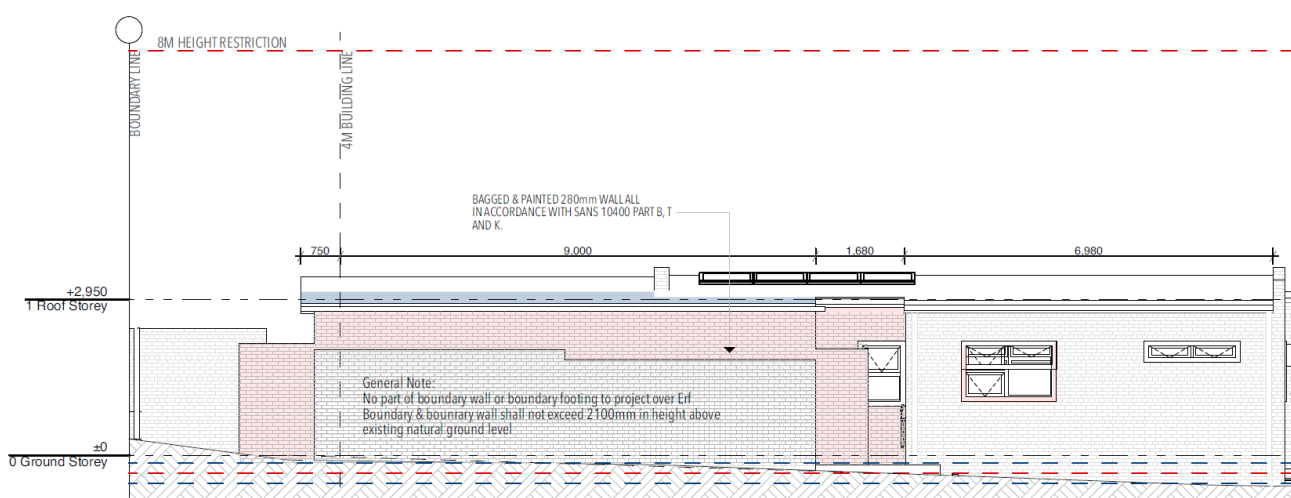 8M HEIGHT RESTRICTION
BOUNDARY LINE
4M BUILDING LINE
BAGGED & PAINTED 280mm WALL ALL
IN ACCORDANCE WITH SANS 10400 PART B, T
AND K.
750
9,000
1,680
6,980
+2,950
1 Roof Storey
General Note:
No part of boundary wall or boundary footing to project over Erf
Boundary & bounrary wall shall not exceed 2100mm in height above
existing natural ground level
±0
0 Ground Storey